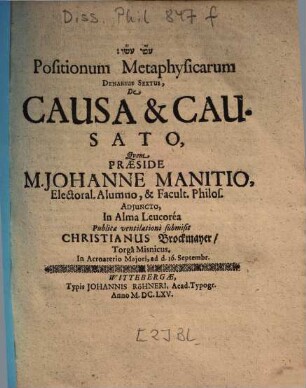 Diss. Phil 847 f
Positionum Metaphysicarum
DENARIUS SEXTUS,
De
CAUSA & CAU-
SATO,
Quem
PRÆSIDE
M. JOHANNE MANITIO,
Electoral. Alumno, & Facult. Philos.
ADJUNCTO,
In Alma Leucoréa
Publicæ ventilationi submisit
CHRISTIANUS Brockmayer/
Torgâ Misnicus,
In Acroaterio Majori, ad d. 16. Septembr.
WITTEBERGÆ,
Typis JOHANNIS RöHNERI, Acad. Typogr.
Anno M. DC. LXV.
[2] BL